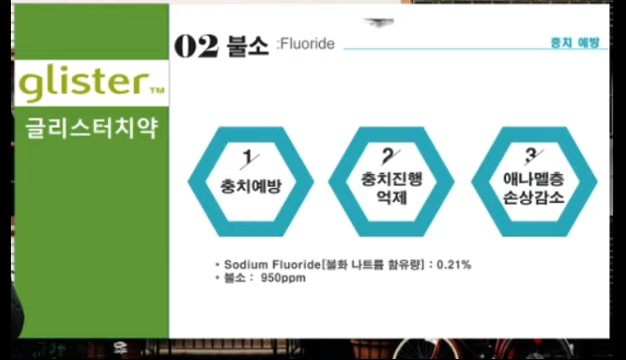 glister™
글리스터치약
02 불소 :Fluoride
충치 예방
1
충치예방
2
충치진행
억제
3
애나멜층
손상감소
• Sodium Fluoride[불화 나트륨 함유량] : 0.21%
• 불소 : 950ppm